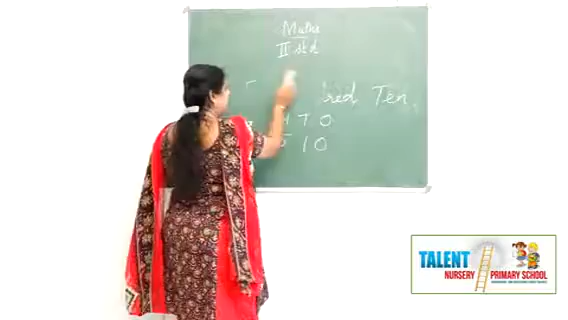 Maths
II std
red Ten
4 7 0
5 1 0
TALENT
NURSERY PRIMARY SCHOOL